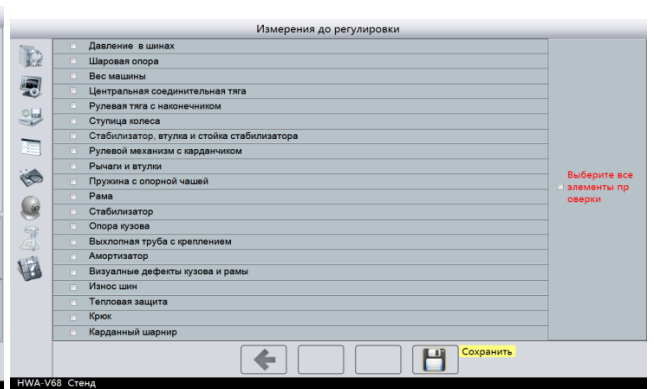 Измерения до регулировки
Давление в шинах
Шаровая опора
Вес машины
Центральная соединительная тяга
Рулевая тяга с наконечником
Ступица колеса
Стабилизатор, втулка и стойка стабилизатора
Рулевой механизм с карданчиком
Рычаги и втулки
Пружина с опорной чашей
Рама
Стабилизатор
Опора кузова
Выхлопная труба с креплением
Амортизатор
Визуалные дефекты кузова и рамы
Износ шин
Тепловая защита
Крюк
Карданный шарнир
Выберите все
элементы пр
оверки
Сохранить
HWA-V68 Стенд